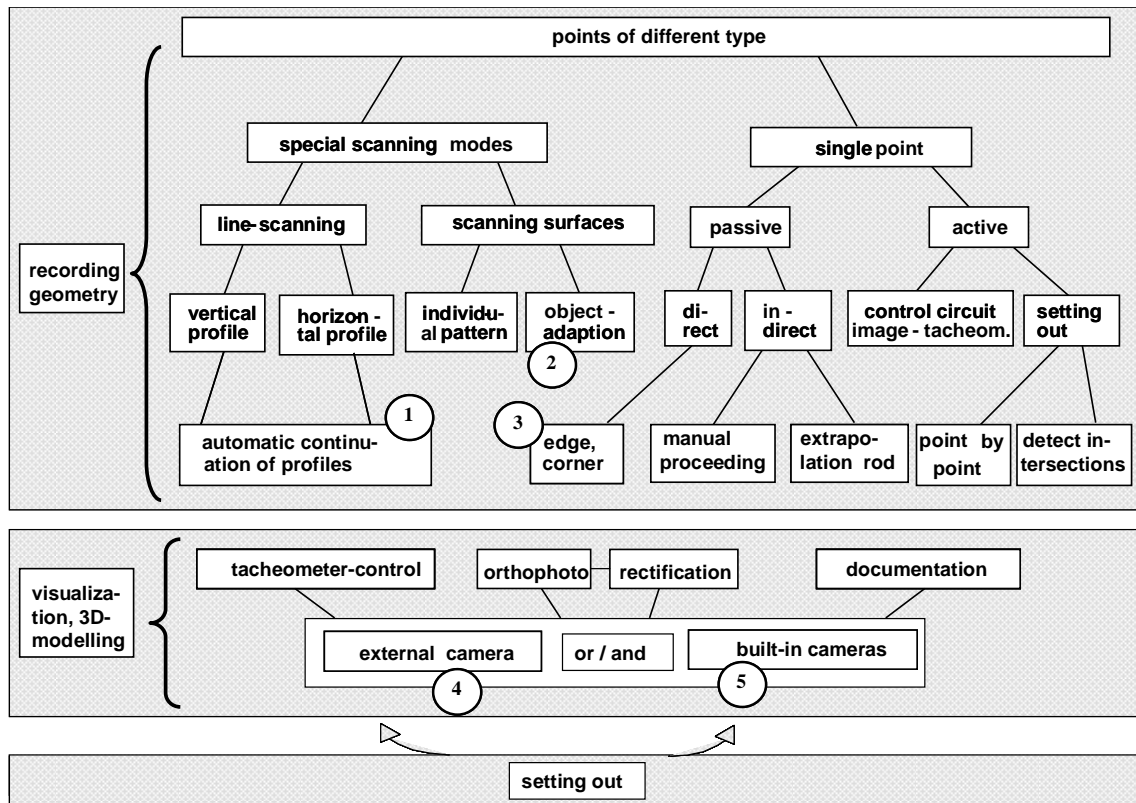 points of different type
special scanning modes
single point
line-scanning
scanning surfaces
passive
active
recording
geometry
vertical
profile
horizon-
tal profile
individu-
al pattern
object-
adaption
di-
rect
in-
direct
control circuit
image - tacheom.
setting
out
1
2
3
automatic continu-
uation of profiles
edge,
corner
manual
proceeding
extrapo-
lation rod
point by
point
detect in-
tersections
visualiza-
tion, 3D-
modelling
tacheometer-control
orthophoto
rectification
documentation
external camera
or / and
built-in cameras
4
5
setting out